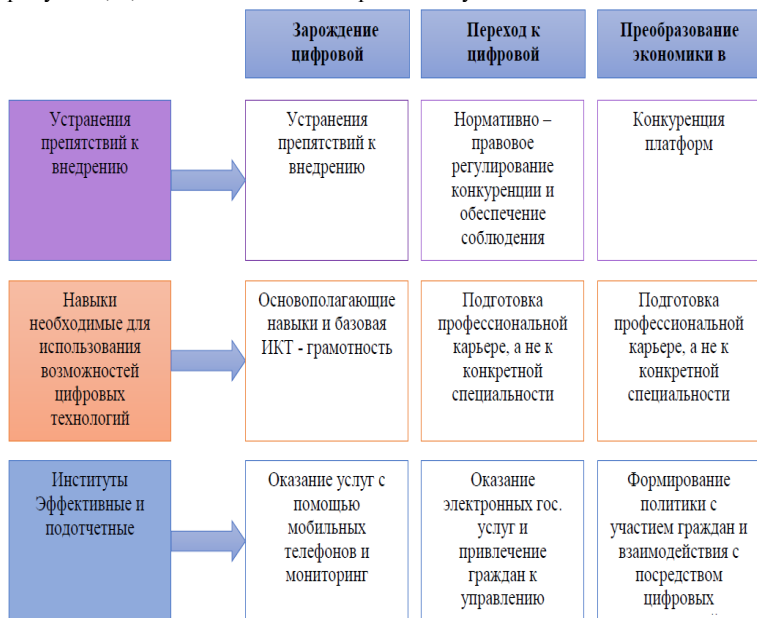 Зарождение
цифровой
Переход к
цифровой
Преобразование
экономики в
Устранения
препятствий к
внедрению
Устранения
препятствий к
внедрению
Нормативно –
правовое
регулирование
конкуренции и
обеспечение
соблюдения
Конкуренция
платформ
Навыки
необходимые для
использования
возможностей
цифровых
технологий
Основополагающие
навыки и базовая
ИКТ - грамотность
Подготовка
профессиональной
карьере, а не к
конкретной
специальности
Подготовка
профессиональной
карьере, а не к
конкретной
специальности
Институты
Эффективные и
подотчетные
Оказание услуг с
помощью
мобильных
телефонов и
мониторинг
Оказание
электронных гос.
услуг и
привлечение
граждан к
управлению
Формирование
политики с
участием граждан и
взаимодействия с
посредством
цифровых